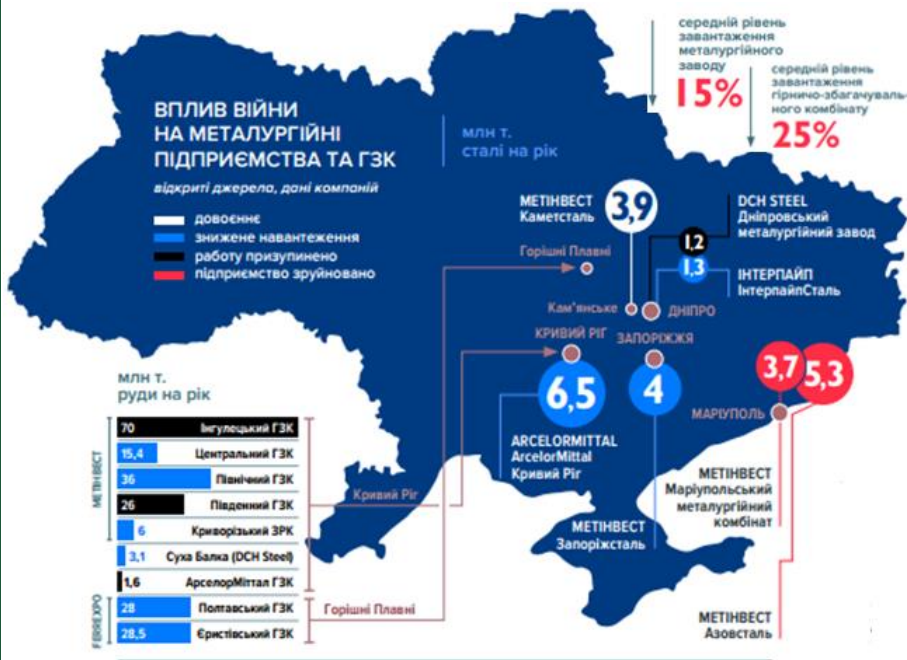 середній рівень
завантаження
металургійного
заводу
15%
середній рівень
завантаження
гірничо-збагачуваль-
ного комбінату
25%
ВПЛИВ ВІЙНИ
НА МЕТАЛУРГІЙНІ
ПІДПРИЄМСТВА ТА ГЗК
відкриті джерела, дані компаній
млн т.
сталі на рік
довоєннє
знижене навантеження
работу призупинено
підприємство зруйновано
МЕТІНВЕСТ
Каметсталь
3,9
DCH STEEL
Дніпровський
металургійний завод
1,2
1,3
ІНТЕРПАЙП
ІнтерпайпСталь
Горішні Плавні
Кам'янське
ДНІПРО
КРИВИЙ РІГ
ЗАПОРІЖЖЯ
6,5
4
3,7
5,3
МАРІУПОЛЬ
ARCELORMITTAL
ArcelorMittal
Кривий Ріг
МЕТІНВЕСТ
Запоріжсталь
МЕТІНВЕСТ
Маріупольський
металургійний
комбінат
МЕТІНВЕСТ
Азовсталь
млн т.
руди на рік
МЕТІНВЕСТ
70 Інгулецький ГЗК
15,4 Центральний ГЗК
36 Північний ГЗК
26 Південний ГЗК
6 Криворізький ЗРК
3,1 Суха Балка (DCH Steel)
1,6 АрселорМіттал ГЗК
Кривий Ріг
FERREXPO
28 Полтавський ГЗК
28,5 Єристівський ГЗК
Горішні Плавні